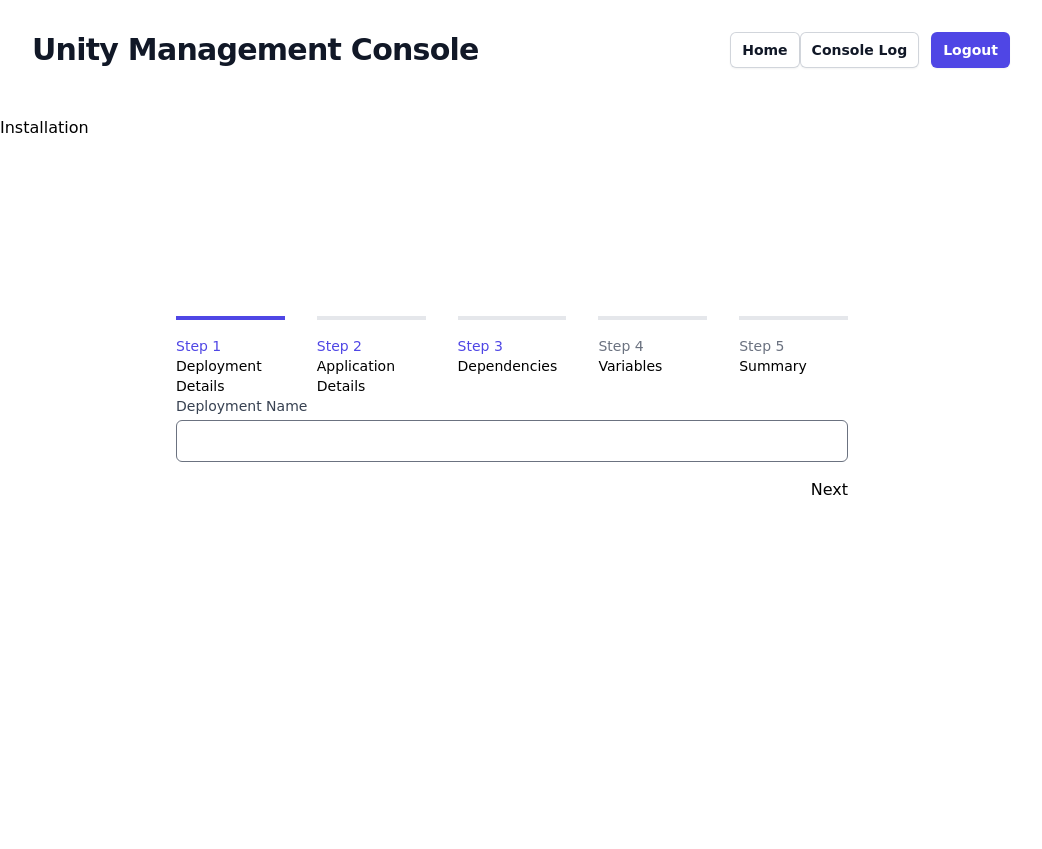 Unity Management Console
Home
Console Log
Logout
Installation
Step 1
Deployment
Details
Step 2
Application
Details
Step 3
Dependencies
Step 4
Variables
Step 5
Summary
Deployment Name
Next